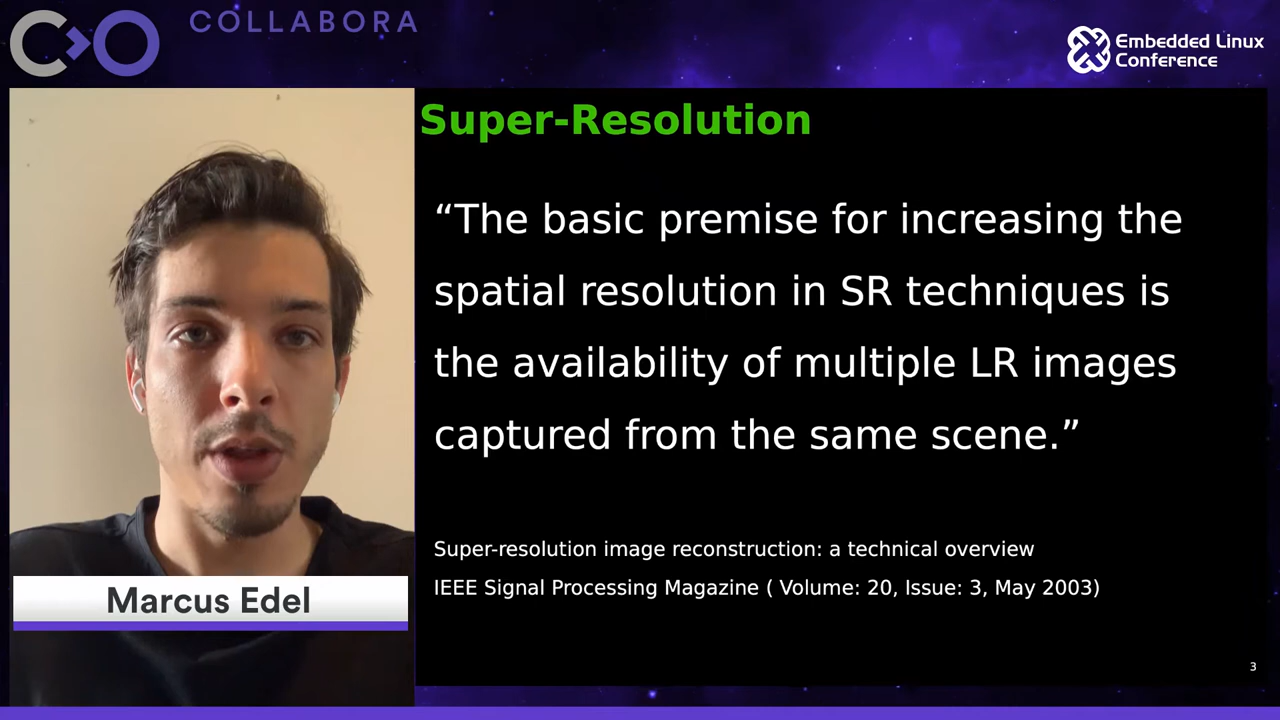 COLLABORA
Embedded Linux
Conference
Super-Resolution
“The basic premise for increasing the
spatial resolution in SR techniques is
the availability of multiple LR images
captured from the same scene.”
Super-resolution image reconstruction: a technical overview
IEEE Signal Processing Magazine ( Volume: 20, Issue: 3, May 2003)
Marcus Edel
3